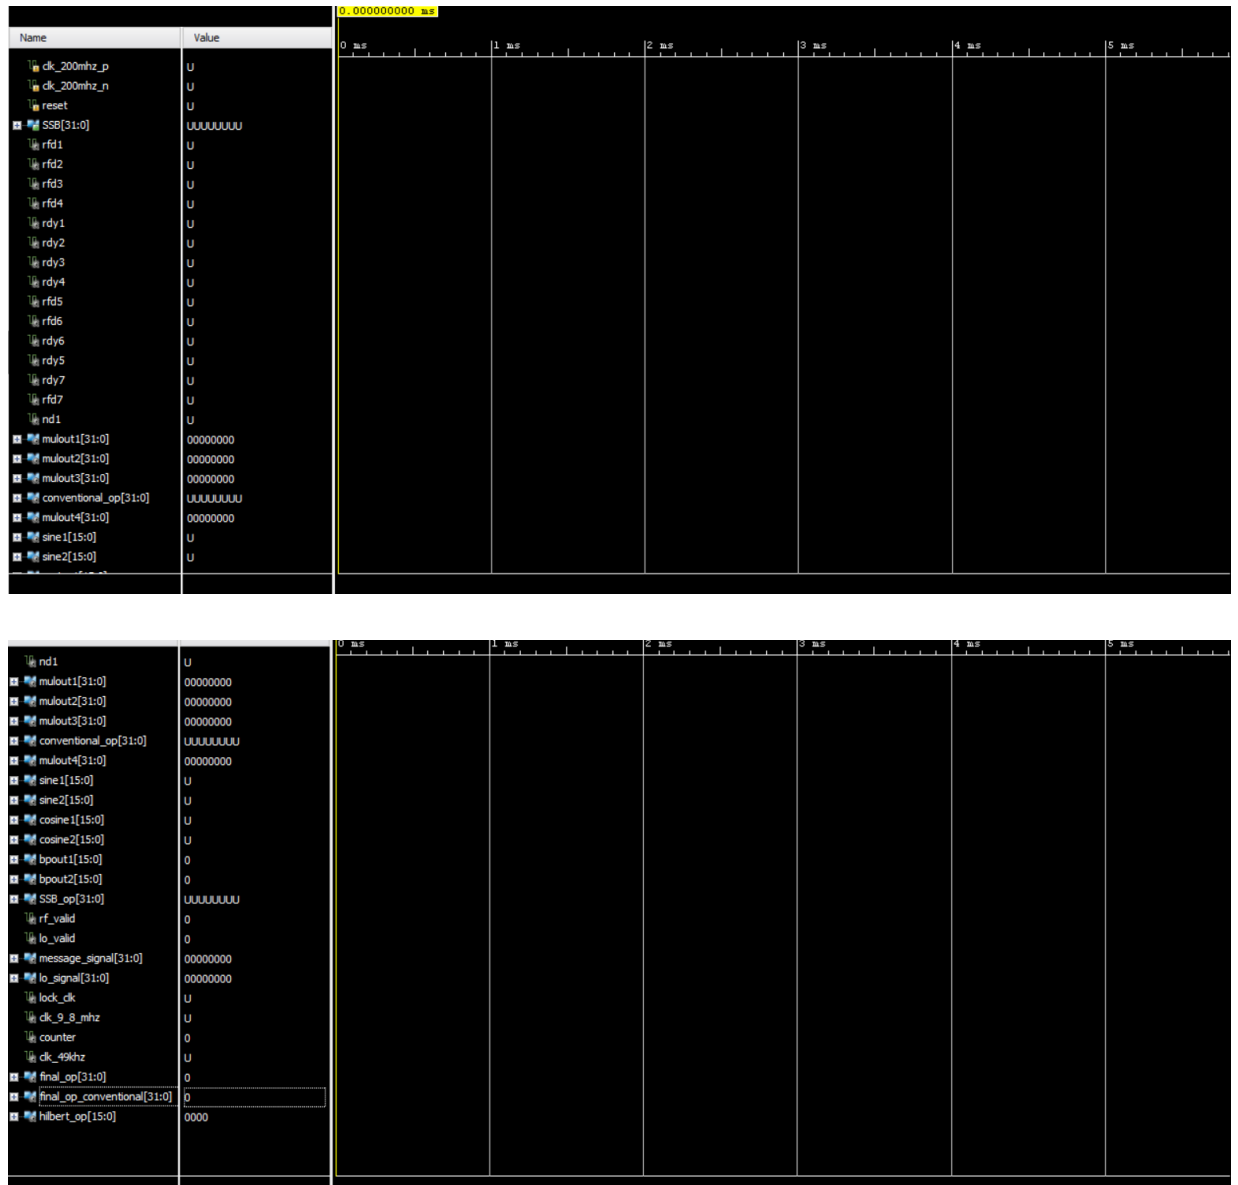 0.000000000 ms
Name Value
0 ms 1 ms 2 ms 3 ms 4 ms 5 ms
clk_200mhz_p U
clk_200mhz_n U
reset U
SSB[31:0] UUUUUUUU
rfd1 U
rfd2 U
rfd3 U
rfd4 U
rdy1 U
rdy2 U
rdy3 U
rdy4 U
rfd5 U
rfd6 U
rdy6 U
rdy5 U
rdy7 U
rfd7 U
nd1 U
mulout1[31:0] 00000000
mulout2[31:0] 00000000
mulout3[31:0] 00000000
conventional_op[31:0] UUUUUUUU
mulout4[31:0] 00000000
sine1[15:0] U
sine2[15:0] U
0 ms 1 ms 2 ms 3 ms 4 ms 5 ms
nd1 U
mulout1[31:0] 00000000
mulout2[31:0] 00000000
mulout3[31:0] 00000000
conventional_op[31:0] UUUUUUUU
mulout4[31:0] 00000000
sine1[15:0] U
sine2[15:0] U
cosine1[15:0] U
cosine2[15:0] U
bpout1[15:0] 0
bpout2[15:0] 0
SSB_op[31:0] UUUUUUUU
rf_valid 0
lo_valid 0
message_signal[31:0] 00000000
lo_signal[31:0] 00000000
lock_clk U
clk_9_8_mhz U
counter 0
clk_49khz U
final_op[31:0] 0
final_op_conventional[31:0] 0
hilbert_op[15:0] 0000